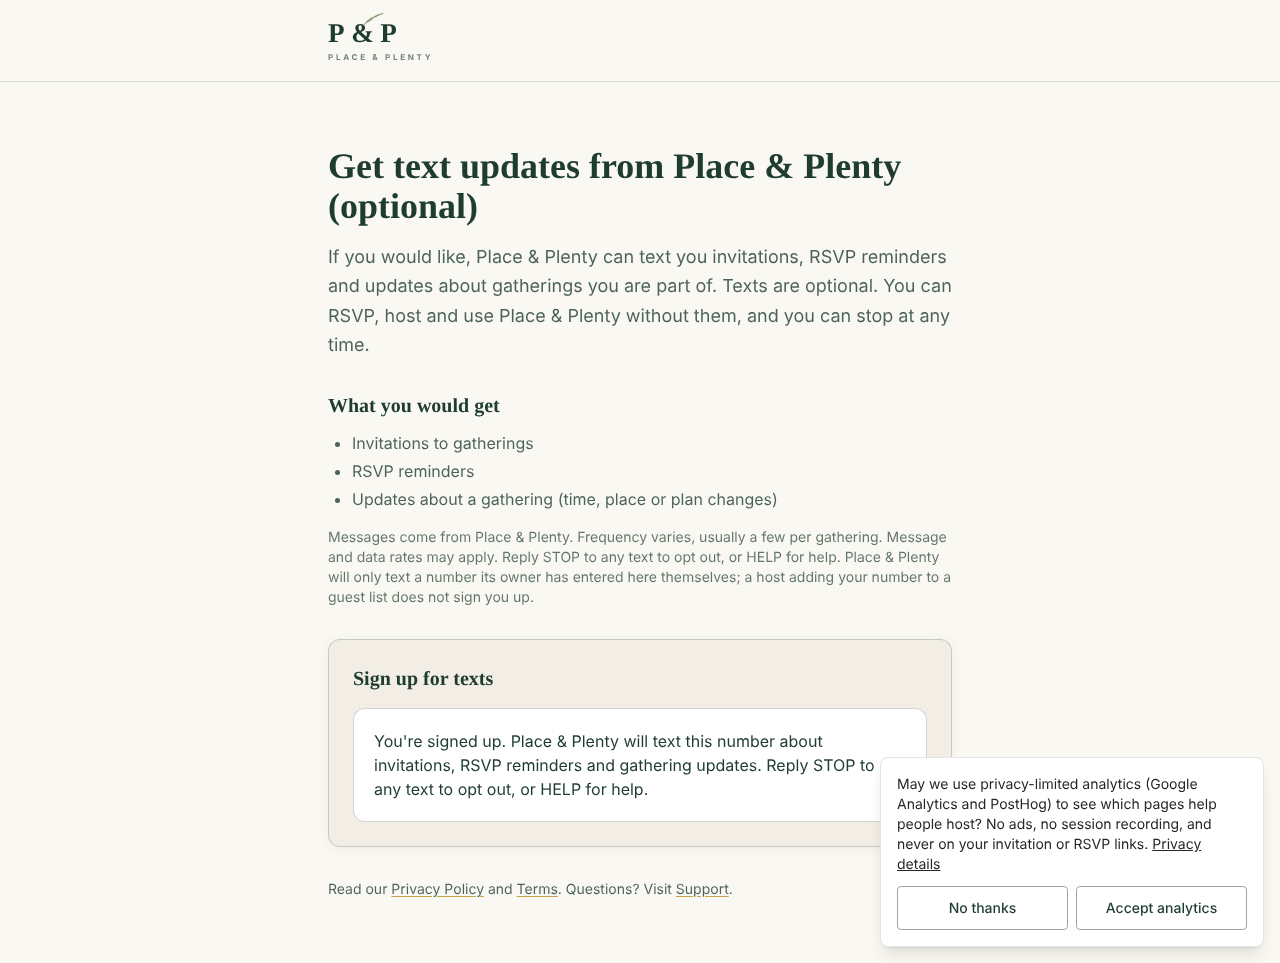 P & P
PLACE & PLENTY
Get text updates from Place & Plenty
(optional)
If you would like, Place & Plenty can text you invitations, RSVP reminders
and updates about gatherings you are part of. Texts are optional. You can
RSVP, host and use Place & Plenty without them, and you can stop at any
time.
What you would get
• Invitations to gatherings
• RSVP reminders
• Updates about a gathering (time, place or plan changes)
Messages come from Place & Plenty. Frequency varies, usually a few per gathering. Message
and data rates may apply. Reply STOP to any text to opt out, or HELP for help. Place & Plenty
will only text a number its owner has entered here themselves; a host adding your number to a
guest list does not sign you up.
Sign up for texts
You're signed up. Place & Plenty will text this number about
invitations, RSVP reminders and gathering updates. Reply STOP to
any text to opt out, or HELP for help.
Read our Privacy Policy and Terms. Questions? Visit Support.
May we use privacy-limited analytics (Google
Analytics and PostHog) to see which pages help
people host? No ads, no session recording, and
never on your invitation or RSVP links. Privacy
details
No thanks
Accept analytics